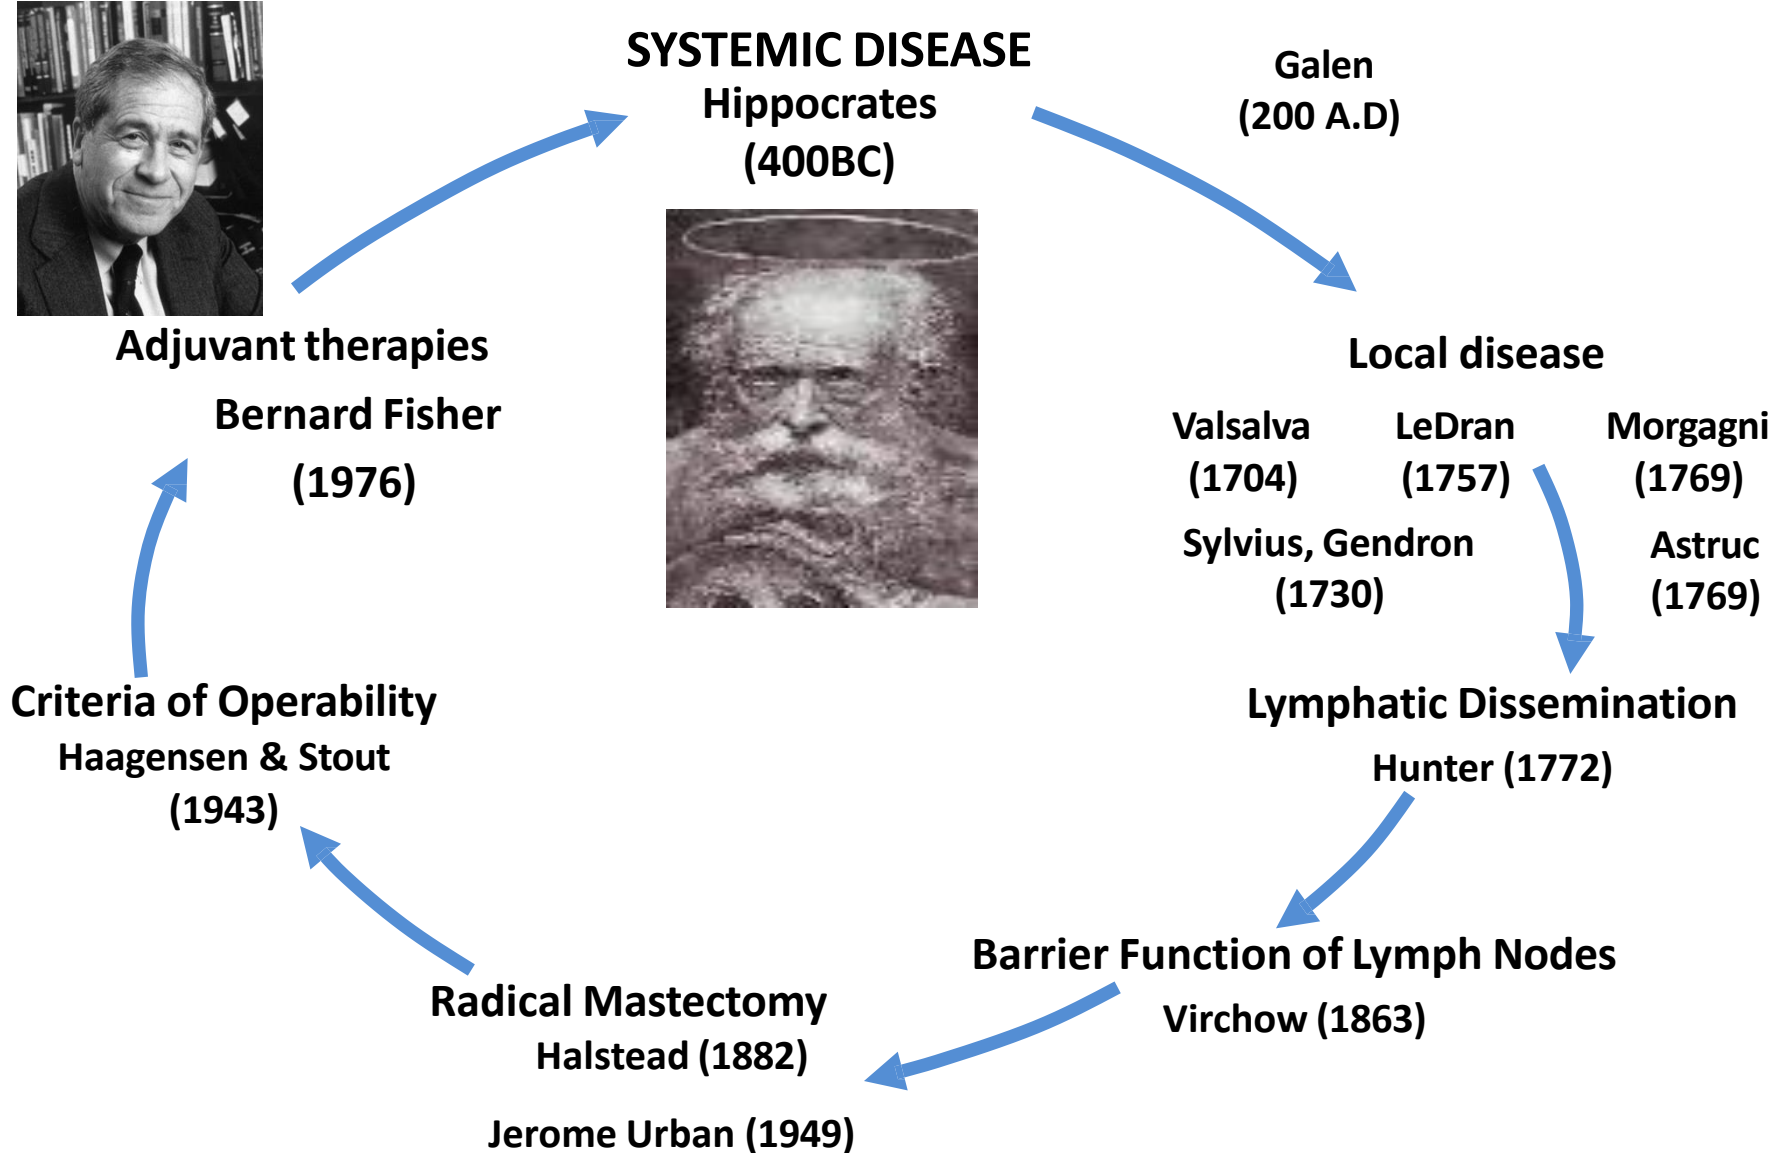 SYSTEMIC DISEASE
Hippocrates
(400BC)
Galen
(200 A.D)
Local disease
Valsalva
(1704)
LeDran
(1757)
Morgagni
(1769)
Sylvius, Gendron
(1730)
Astruc
(1769)
Lymphatic Dissemination
Hunter (1772)
Barrier Function of Lymph Nodes
Virchow (1863)
Radical Mastectomy
Halstead (1882)
Jerome Urban (1949)
Criteria of Operability
Haagensen & Stout
(1943)
Adjuvant therapies
Bernard Fisher
(1976)